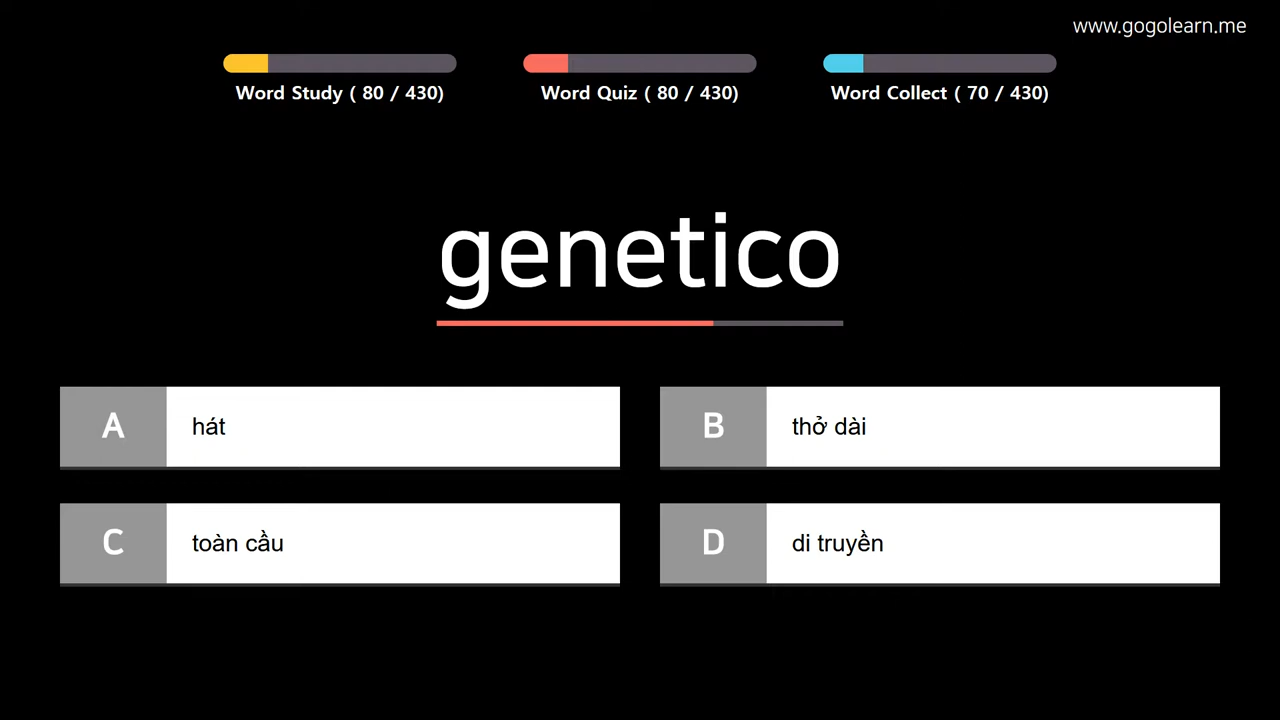 www.gogolearn.me
Word Study ( 80 / 430)
Word Quiz ( 80 / 430)
Word Collect ( 70 / 430)
genetico
A hát
B thở dài
C toàn cầu
D di truyền